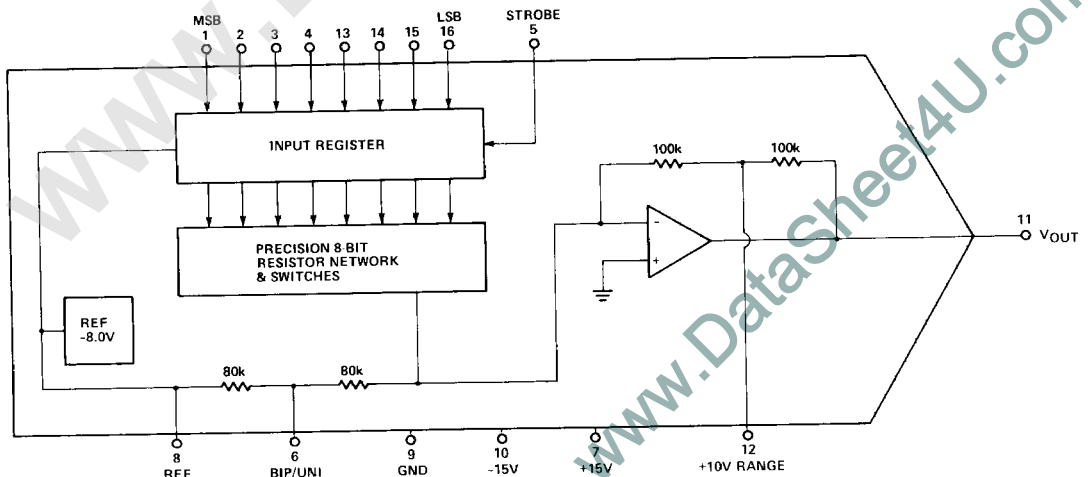 MSB LSB STROBE
1 2 3 4 13 14 15 16 5
INPUT REGISTER
100k 100k
-
+
11
VOUT
PRECISION 8-BIT
RESISTOR NETWORK
& SWITCHES
REF
-8.0V
80k 80k
8 6 9 10 7 12
REF BIP/UNI GND -15V +15V +10V RANGE
www.DataSheet4U.com
www.D